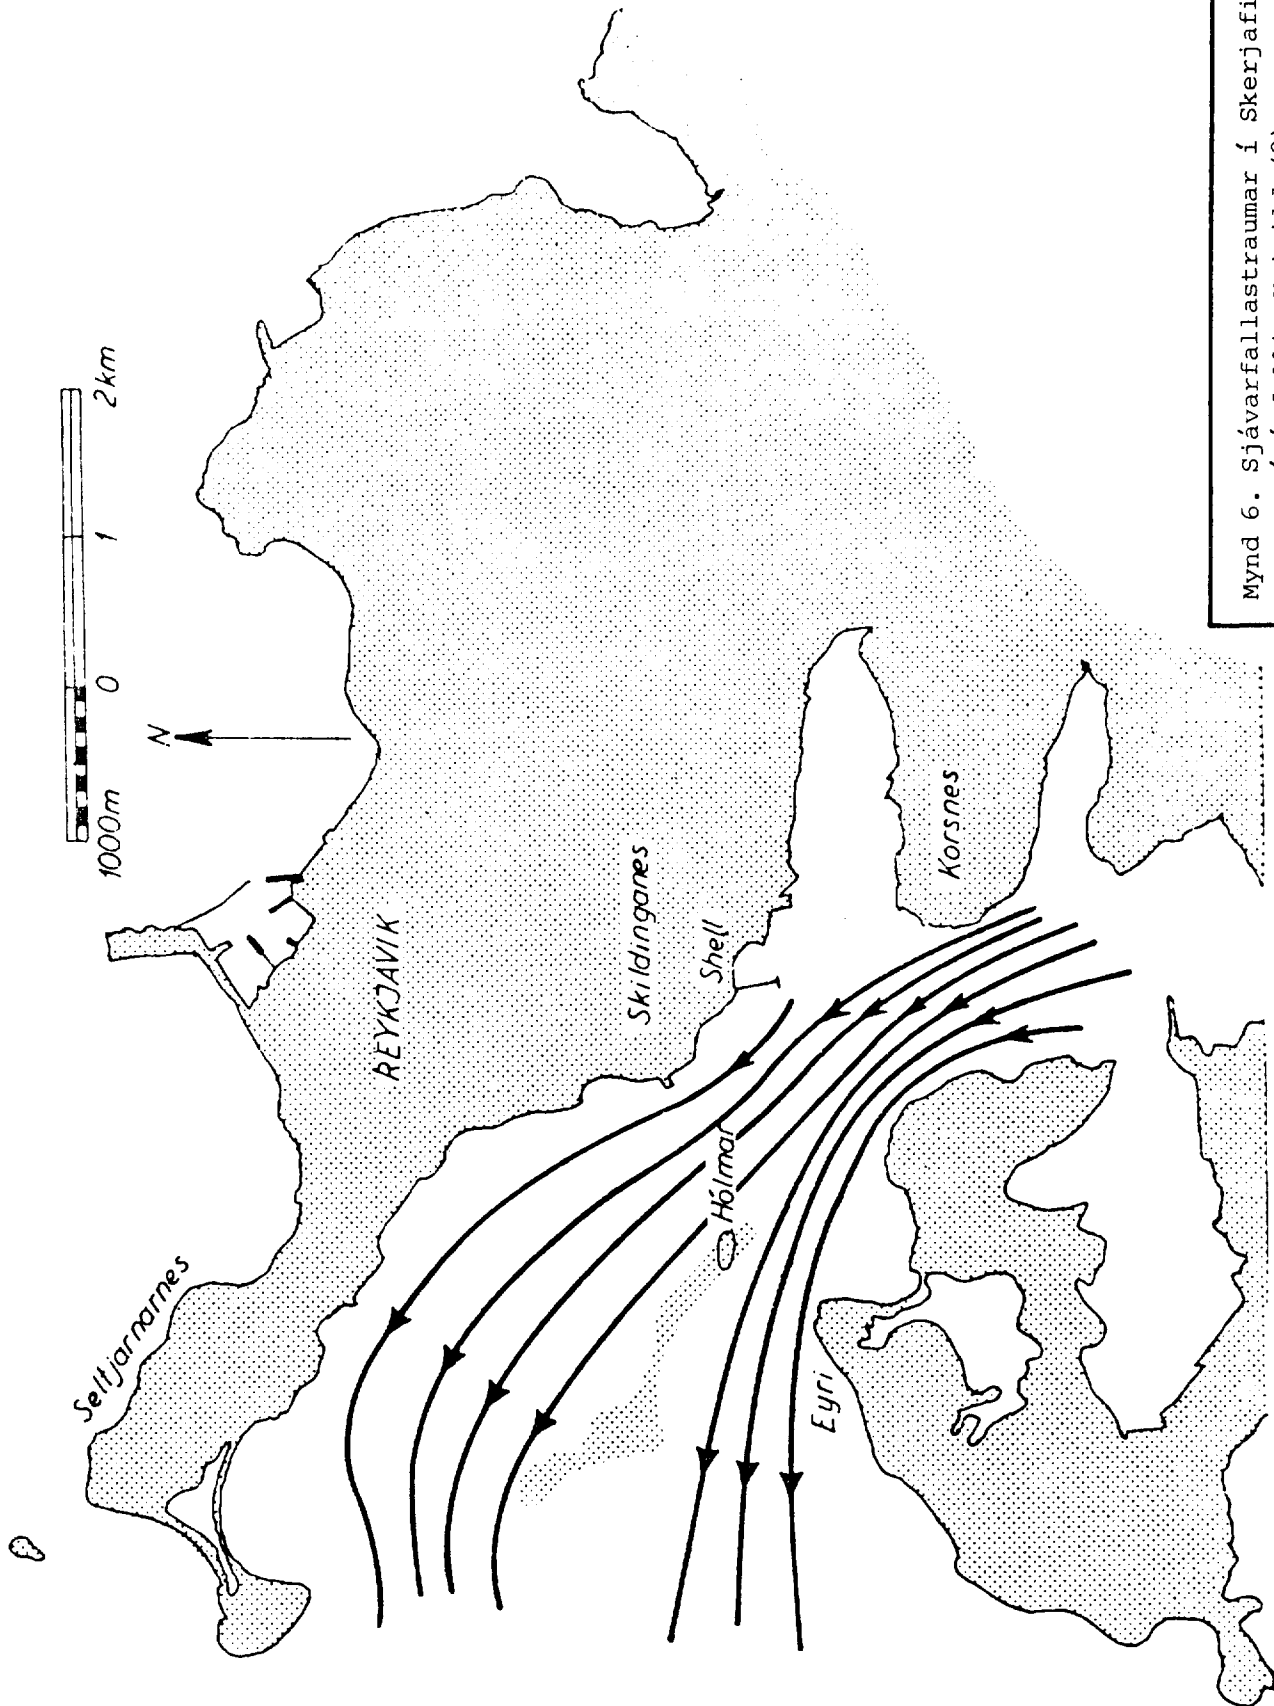 1000m 0 1 2km
N
Seltjarnarnes
REYKJAVIK
Skildinganes
Shell
Hólmar
Korsnes
Eyri
Mynd 6. Sjávarfallastraumar í Skerjafi